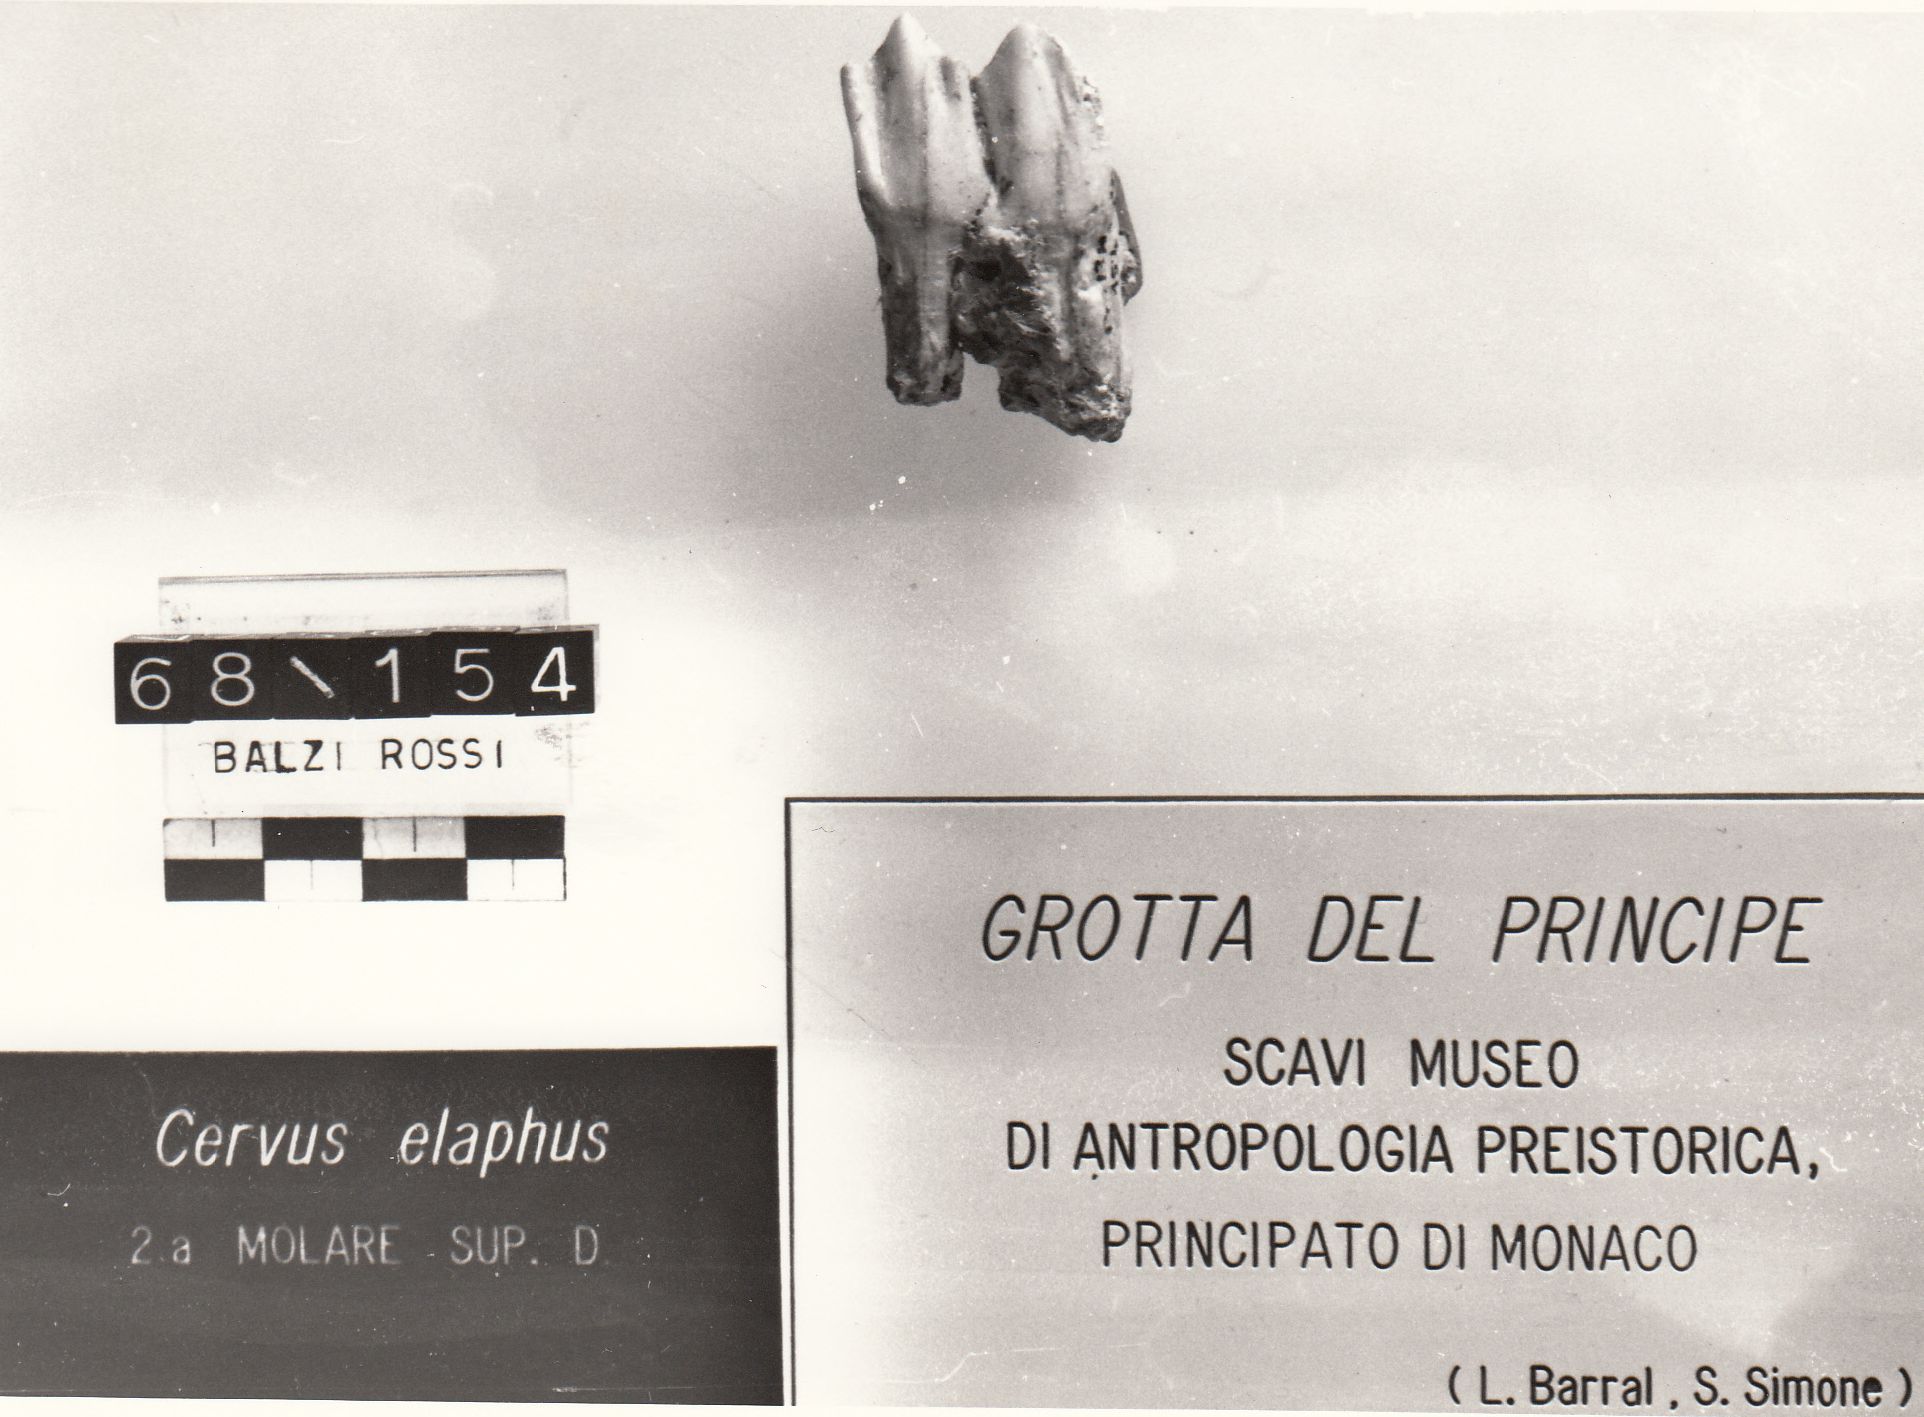 68\154
BALZI ROSSI
GROTTA DEL PRINCIPE
SCAVI MUSEO
DI ANTROPOLOGIA PREISTORICA,
PRINCIPATO DI MONACO
(L. Barral, S. Simone)
Cervus elaphus
2.a MOLARE SUP. D.